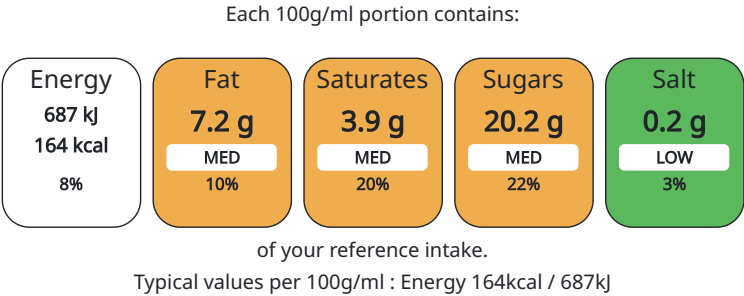 Each 100g/ml portion contains:
Energy Fat Saturates Sugars Salt
687 kJ
164 kcal
7.2 g 3.9 g 20.2 g 0.2 g
MED MED MED LOW
8% 10% 20% 22% 3%
of your reference intake.
Typical values per 100g/ml : Energy 164kcal / 687kJ